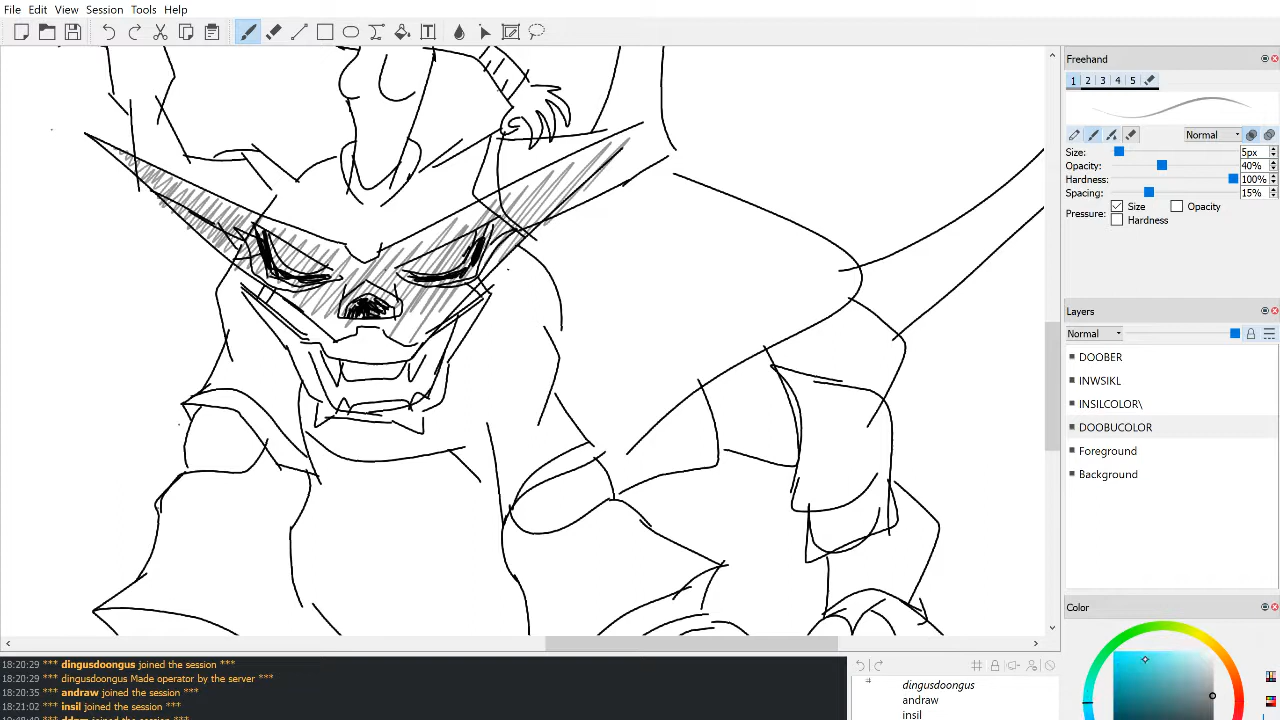 File Edit View Session Tools Help
Freehand
1 2 3 4 5
Normal
Size: 5px
Opacity: 40%
Hardness: 100%
Spacing: 15%
Pressure: Size Opacity
Hardness
Layers
Normal
DOOBER
INWSIKL
INSILCOLOR\
DOOBUCOLOR
Foreground
Background
Color
18:20:29 *** dingusdoongus joined the session ***
18:20:29 *** dingusdoongus Made operator by the server ***
18:20:35 *** andraw joined the session ***
18:21:02 *** insil joined the session ***
dingusdoongus
andraw
insil